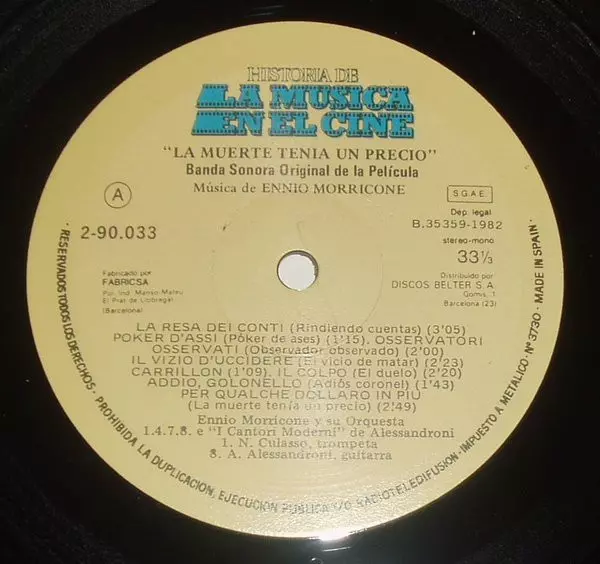 HISTORIA DE
LA MUSICA
EN EL CINE
"LA MUERTE TENIA UN PRECIO"
Banda Sonora Original de la Película
Música de ENNIO MORRICONE
A
2-90.033
S.G.A.E.
Dep. legal
B.35359-1982
stereo-mono
33⅓
Fabricado por
FABRICSA
Pol. Ind. Manso Mateu
El Prat de Llobregat
(Barcelona)
Distribuido por
DISCOS BELTER S.A.
Gomis, 1
Barcelona (23)
LA RESA DEI CONTI (Rindiendo cuentas) (3'05)
POKER D'ASSI (Póker de ases) (1'15). OSSERVATORI
OSSERVATI (Observador observado) (2'00)
IL VIZIO D'UCCIDERE (El vicio de matar) (2'23)
CARRILLON (1'09). IL COLPO (El duelo) (2'20)
ADDIO, GOLONELLO (Adiós coronel) (1'43)
PER QUALCHE DOLLARO IN PIÚ
(La muerte tenía un precio) (2'49)
Ennio Morricone y su Orquesta
1.4.7.8. e "I Cantori Moderni" de Alessandroni
1. N. Culasso, trompeta
8. A. Alessandroni, guitarra
RESERVADOS TODOS LOS DERECHOS.- PROHIBIDA LA DUPLICACION, EJECUCION PUBLICA Y/O RADIOTELEDIFUSION.- IMPUESTO A METALICO.- Nº 3730.- MADE IN SPAIN.